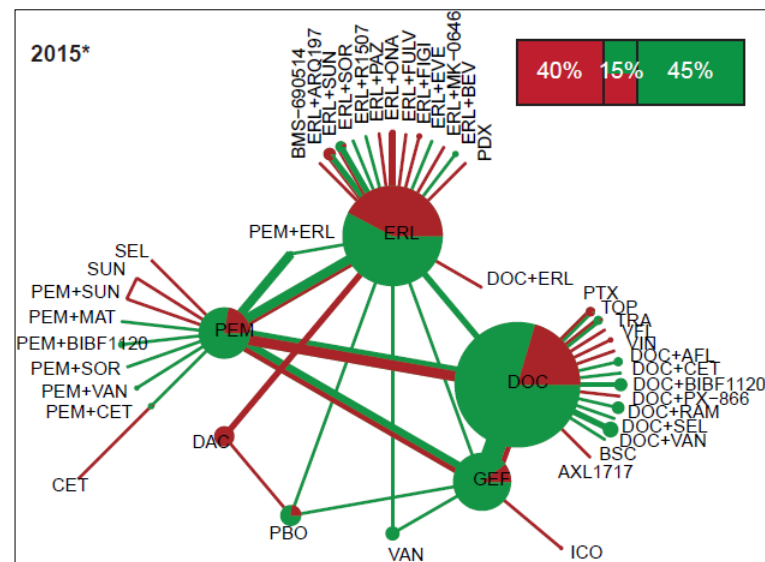 2015*
40%
15%
45%
BMS-690514
ERL+ARQ197
ERL+SUN
ERL+SOR
ERL+R1507
ERL+PAZ
ERL+ONA
ERL+FULV
ERL+FIGI
ERL+EVE
ERL+MK-0646
ERL+BEV
PDX
PEM+ERL
ERL
SEL
SUN
PEM+SUN
PEM+MAT
PEM+BIBF1120
PEM+SOR
PEM+VAN
PEM+CET
CET
PEM
DOC+ERL
PTX
TOP
TRA
VFL
VIN
DOC+AFL
DOC+CET
DOC+BIBF1120
DOC+PX-866
DOC+RAM
DOC+SEL
DOC+VAN
BSC
AXL1717
DOC
DAC
GEF
PBO
VAN
ICO